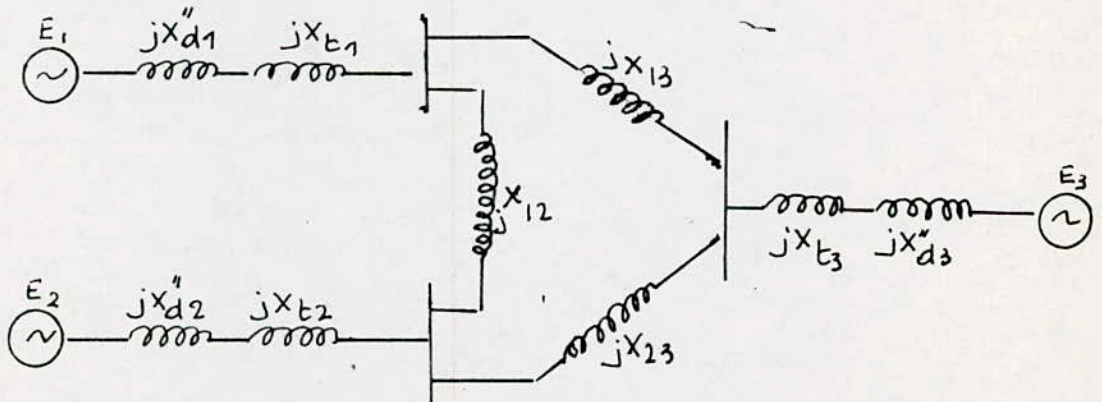 E₁ jX"d1 jXt1
jX13
jX12
E₃
jXt3 jX"d3
E₂ jX"d2 jXt2
jX23